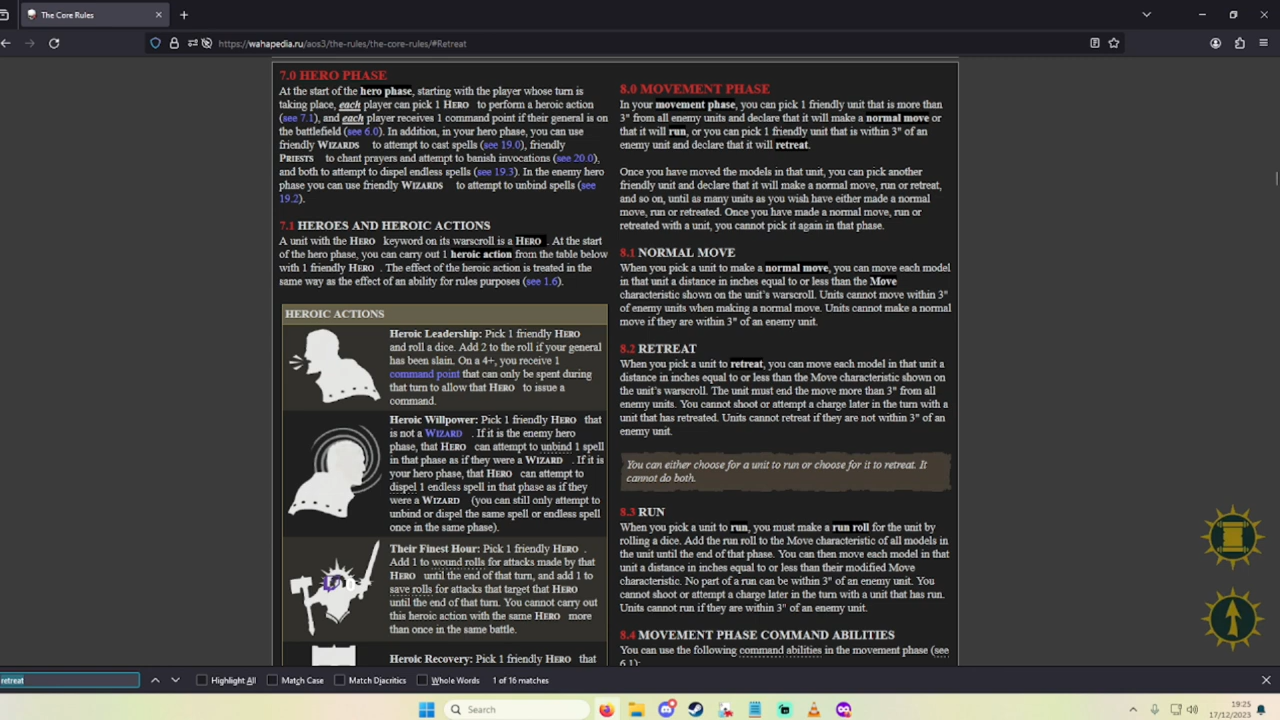 The Core Rules
https://wahapedia.ru/aos3/the-rules/the-core-rules/#Retreat
7.0 HERO PHASE
At the start of the hero phase, starting with the player whose turn is
taking place, each player can pick 1 HERO to perform a heroic action
(see 7.1), and each player receives 1 command point if their general is on
the battlefield (see 6.0). In addition, in your hero phase, you can use
friendly WIZARDS to attempt to cast spells (see 19.0), friendly
PRIESTS to chant prayers and attempt to banish invocations (see 20.0),
and both to attempt to dispel endless spells (see 19.3). In the enemy hero
phase you can use friendly WIZARDS to attempt to unbind spells (see
19.2).
7.1 HEROES AND HEROIC ACTIONS
A unit with the HERO keyword on its warscroll is a HERO . At the start
of the hero phase, you can carry out 1 heroic action from the table below
with 1 friendly HERO . The effect of the heroic action is treated in the
same way as the effect of an ability for rules purposes (see 1.6).
HEROIC ACTIONS
Heroic Leadership: Pick 1 friendly HERO
and roll a dice. Add 2 to the roll if your general
has been slain. On a 4+, you receive 1
command point that can only be spent during
that turn to allow that HERO to issue a
command.
Heroic Willpower: Pick 1 friendly HERO that
is not a WIZARD . If it is the enemy hero
phase, that HERO can attempt to unbind 1 spell
in that phase as if they were a WIZARD . If it is
your hero phase, that HERO can attempt to
dispel 1 endless spell in that phase as if they
were a WIZARD (you can still only attempt to
unbind or dispel the same spell or endless spell
once in the same phase).
Their Finest Hour: Pick 1 friendly HERO .
Add 1 to wound rolls for attacks made by that
HERO until the end of that turn, and add 1 to
save rolls for attacks that target that HERO
until the end of that turn. You cannot carry out
this heroic action with the same HERO more
than once in the same battle.
Heroic Recovery: Pick 1 friendly HERO that
8.0 MOVEMENT PHASE
In your movement phase, you can pick 1 friendly unit that is more than
3" from all enemy units and declare that it will make a normal move or
that it will run, or you can pick 1 friendly unit that is within 3" of an
enemy unit and declare that it will retreat.
Once you have moved the models in that unit, you can pick another
friendly unit and declare that it will make a normal move, run or retreat,
and so on, until as many units as you wish have either made a normal
move, run or retreated. Once you have made a normal move, run or
retreated with a unit, you cannot pick it again in that phase.
8.1 NORMAL MOVE
When you pick a unit to make a normal move, you can move each model
in that unit a distance in inches equal to or less than the Move
characteristic shown on the unit's warscroll. Units cannot move within 3"
of enemy units when making a normal move. Units cannot make a normal
move if they are within 3" of an enemy unit.
8.2 RETREAT
When you pick a unit to retreat, you can move each model in that unit a
distance in inches equal to or less than the Move characteristic shown on
the unit's warscroll. The unit must end the move more than 3" from all
enemy units. You cannot shoot or attempt a charge later in the turn with a
unit that has retreated. Units cannot retreat if they are not within 3" of an
enemy unit.
You can either choose for a unit to run or choose for it to retreat. It
cannot do both.
8.3 RUN
When you pick a unit to run, you must make a run roll for the unit by
rolling a dice. Add the run roll to the Move characteristic of all models in
the unit until the end of that phase. You can then move each model in that
unit a distance in inches equal to or less than their modified Move
characteristic. No part of a run can be within 3" of an enemy unit. You
cannot shoot or attempt a charge later in the turn with a unit that has run.
Units cannot run if they are within 3" of an enemy unit.
8.4 MOVEMENT PHASE COMMAND ABILITIES
You can use the following command abilities in the movement phase (see
6.1):
retreat
Highlight All
Match Case
Match Diacritics
Whole Words
1 of 16 matches
Search
19:25
17/12/2023